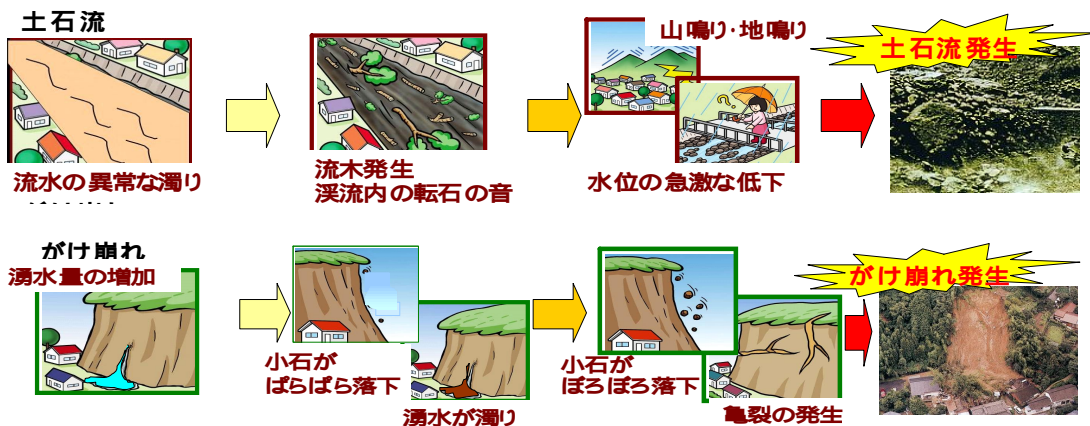 土石流
山鳴り・地鳴り
土石流発生
流水の異常な濁り
流木発生
渓流内の転石の音
水位の急激な低下
がけ崩れ
湧水量の増加
がけ崩れ発生
小石が
ぱらぱら落下
湧水が濁り
小石が
ぼろぼろ落下
亀裂の発生